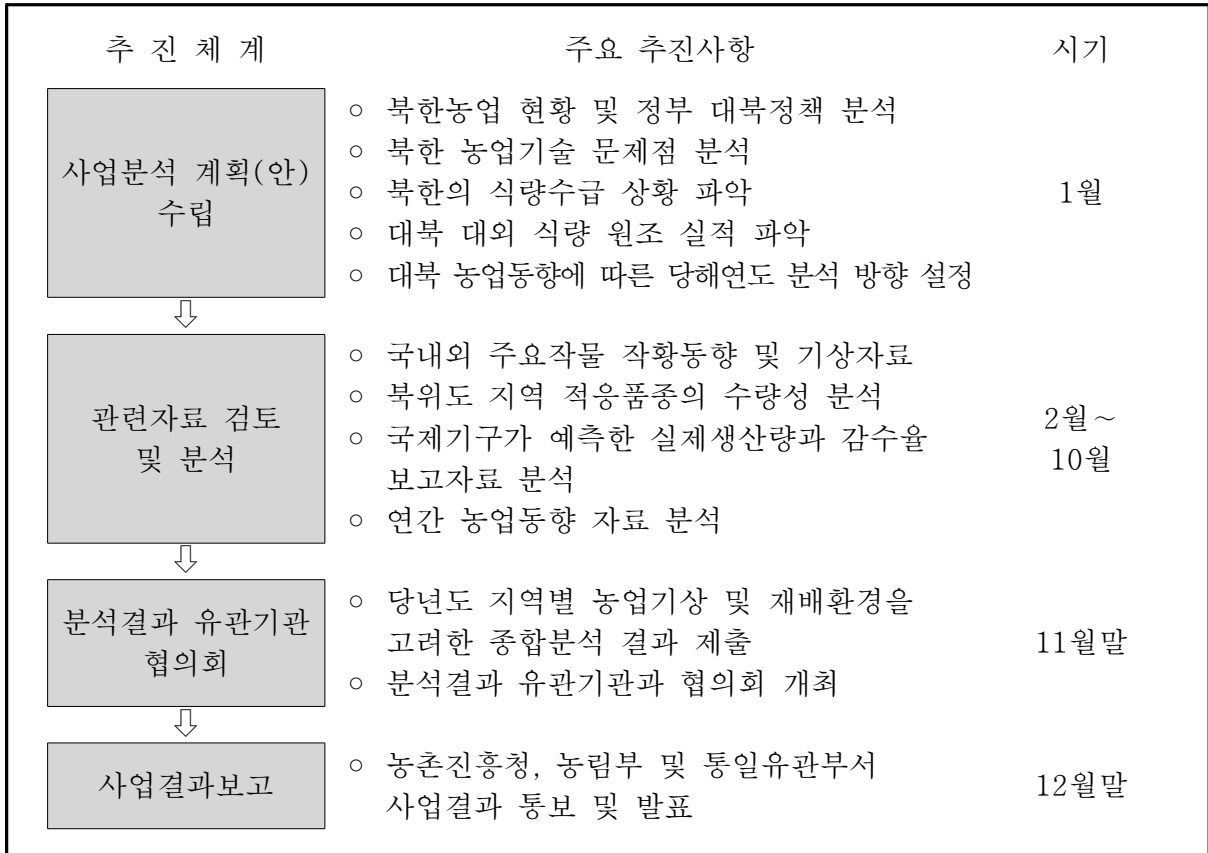 추 진 체 계 주요 추진사항 시기
사업분석 계획(안)
수립
○ 북한농업 현황 및 정부 대북정책 분석
○ 북한 농업기술 문제점 분석
○ 북한의 식량수급 상황 파악
○ 대북 대외 식량 원조 실적 파악
○ 대북 농업동향에 따른 당해연도 분석 방향 설정
1월
⇩
관련자료 검토
및 분석
○ 국내외 주요작물 작황동향 및 기상자료
○ 북위도 지역 적응품종의 수량성 분석
○ 국제기구가 예측한 실제생산량과 감수율
보고자료 분석
○ 연간 농업동향 자료 분석
2월～
10월
⇩
분석결과 유관기관
협의회
○ 당년도 지역별 농업기상 및 재배환경을
고려한 종합분석 결과 제출
○ 분석결과 유관기관과 협의회 개최
11월말
⇩
사업결과보고
○ 농촌진흥청, 농림부 및 통일유관부서
사업결과 통보 및 발표
12월말